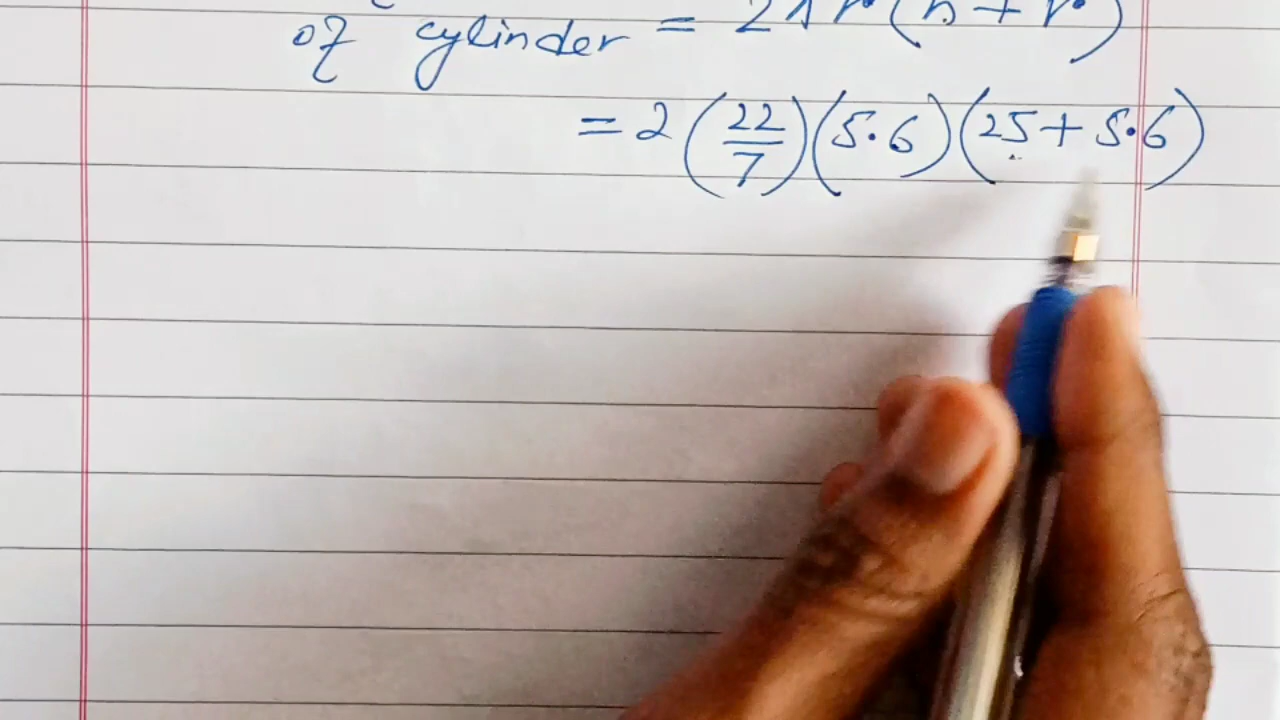 of cylinder = 2πr(h+r)
= 2(22/7)(5.6)(25+5.6)